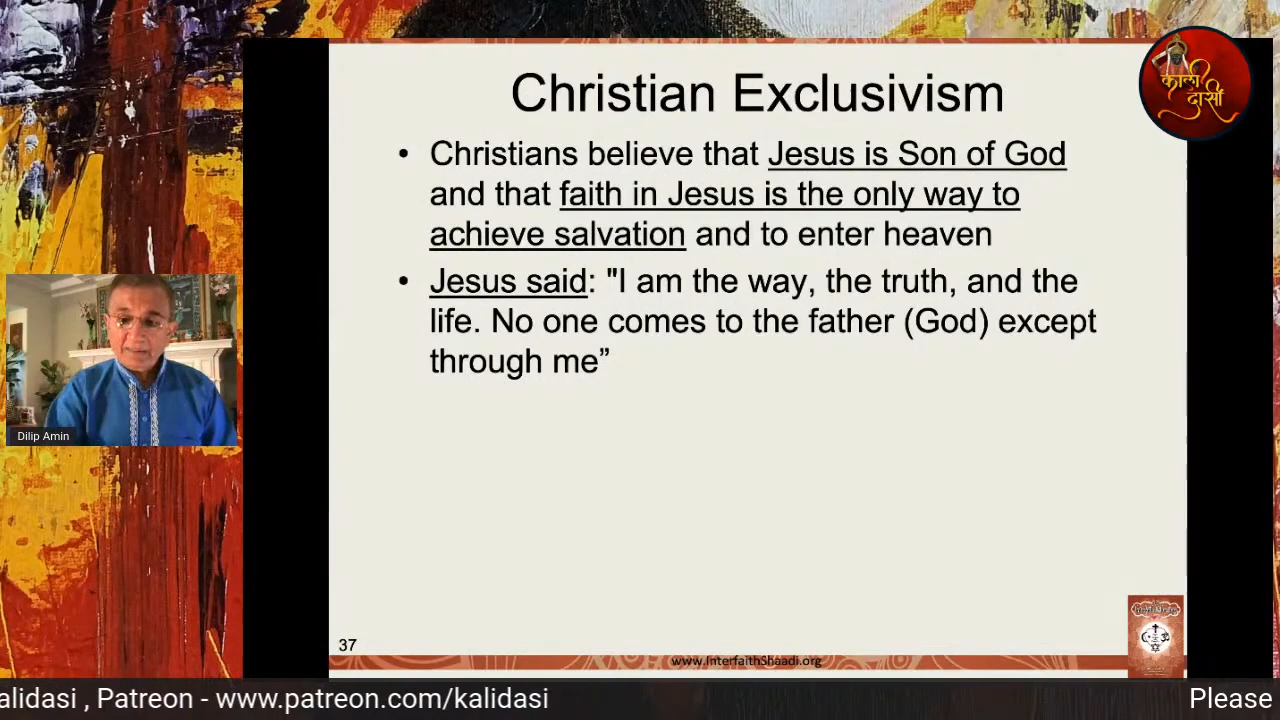 Christian Exclusivism
• Christians believe that Jesus is Son of God
and that faith in Jesus is the only way to
achieve salvation and to enter heaven
• Jesus said: "I am the way, the truth, and the
life. No one comes to the father (God) except
through me”
काली
दासी
Dilip Amin
37
www.InterfaithShaadi.org
alidasi , Patreon - www.patreon.com/kalidasi
Please